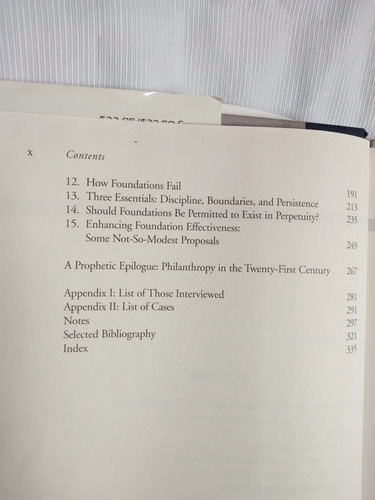 x Contents
12. How Foundations Fail 191
13. Three Essentials: Discipline, Boundaries, and Persistence 213
14. Should Foundations Be Permitted to Exist in Perpetuity? 235
15. Enhancing Foundation Effectiveness:
Some Not-So-Modest Proposals 249
A Prophetic Epilogue: Philanthropy in the Twenty-First Century 267
Appendix I: List of Those Interviewed 281
Appendix II: List of Cases 291
Notes 297
Selected Bibliography 321
Index 335